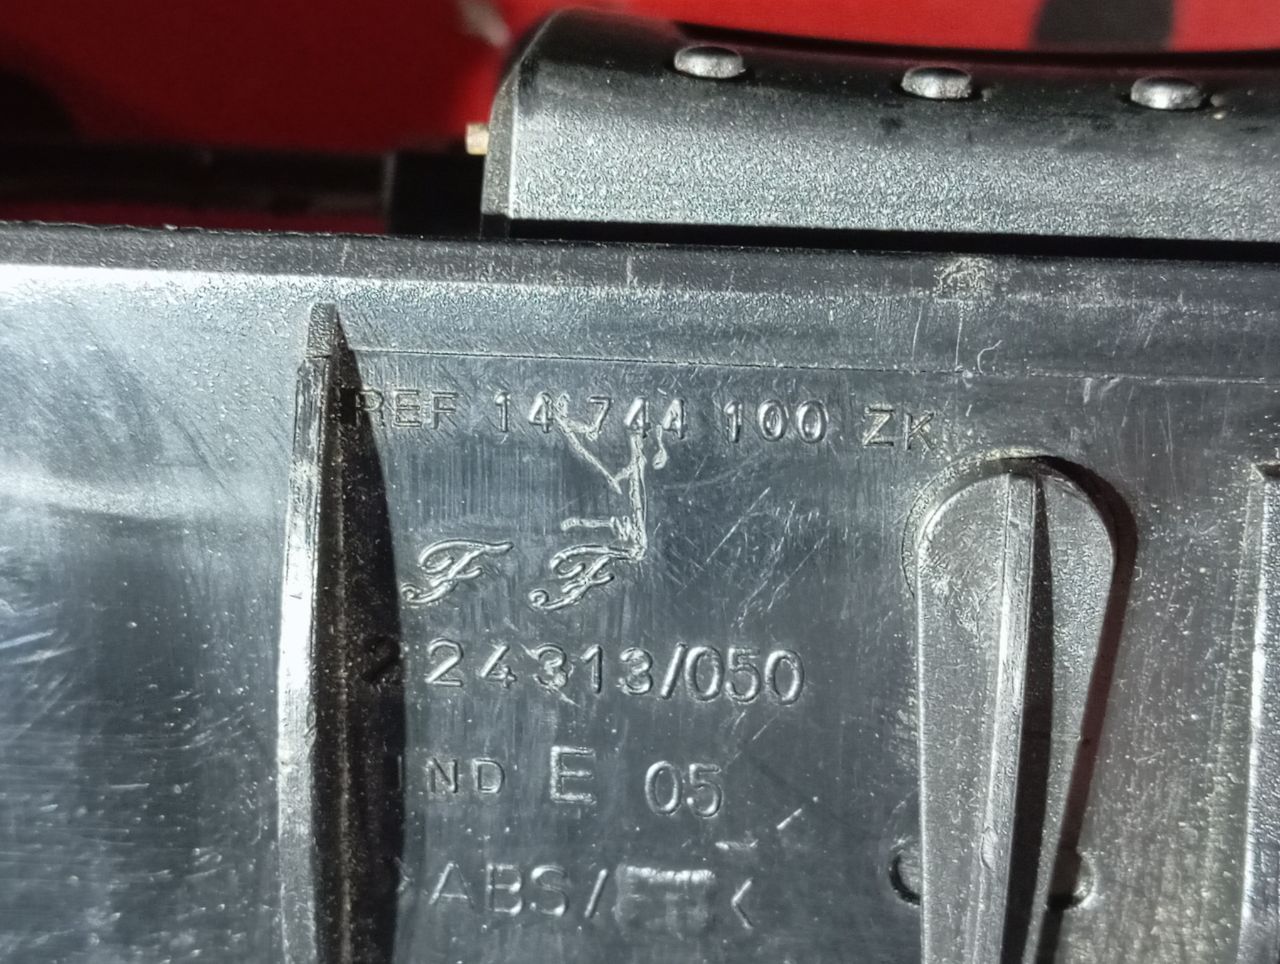 REF 14 744 100 ZK
F F
224313/050
IND E 05
>ABS/